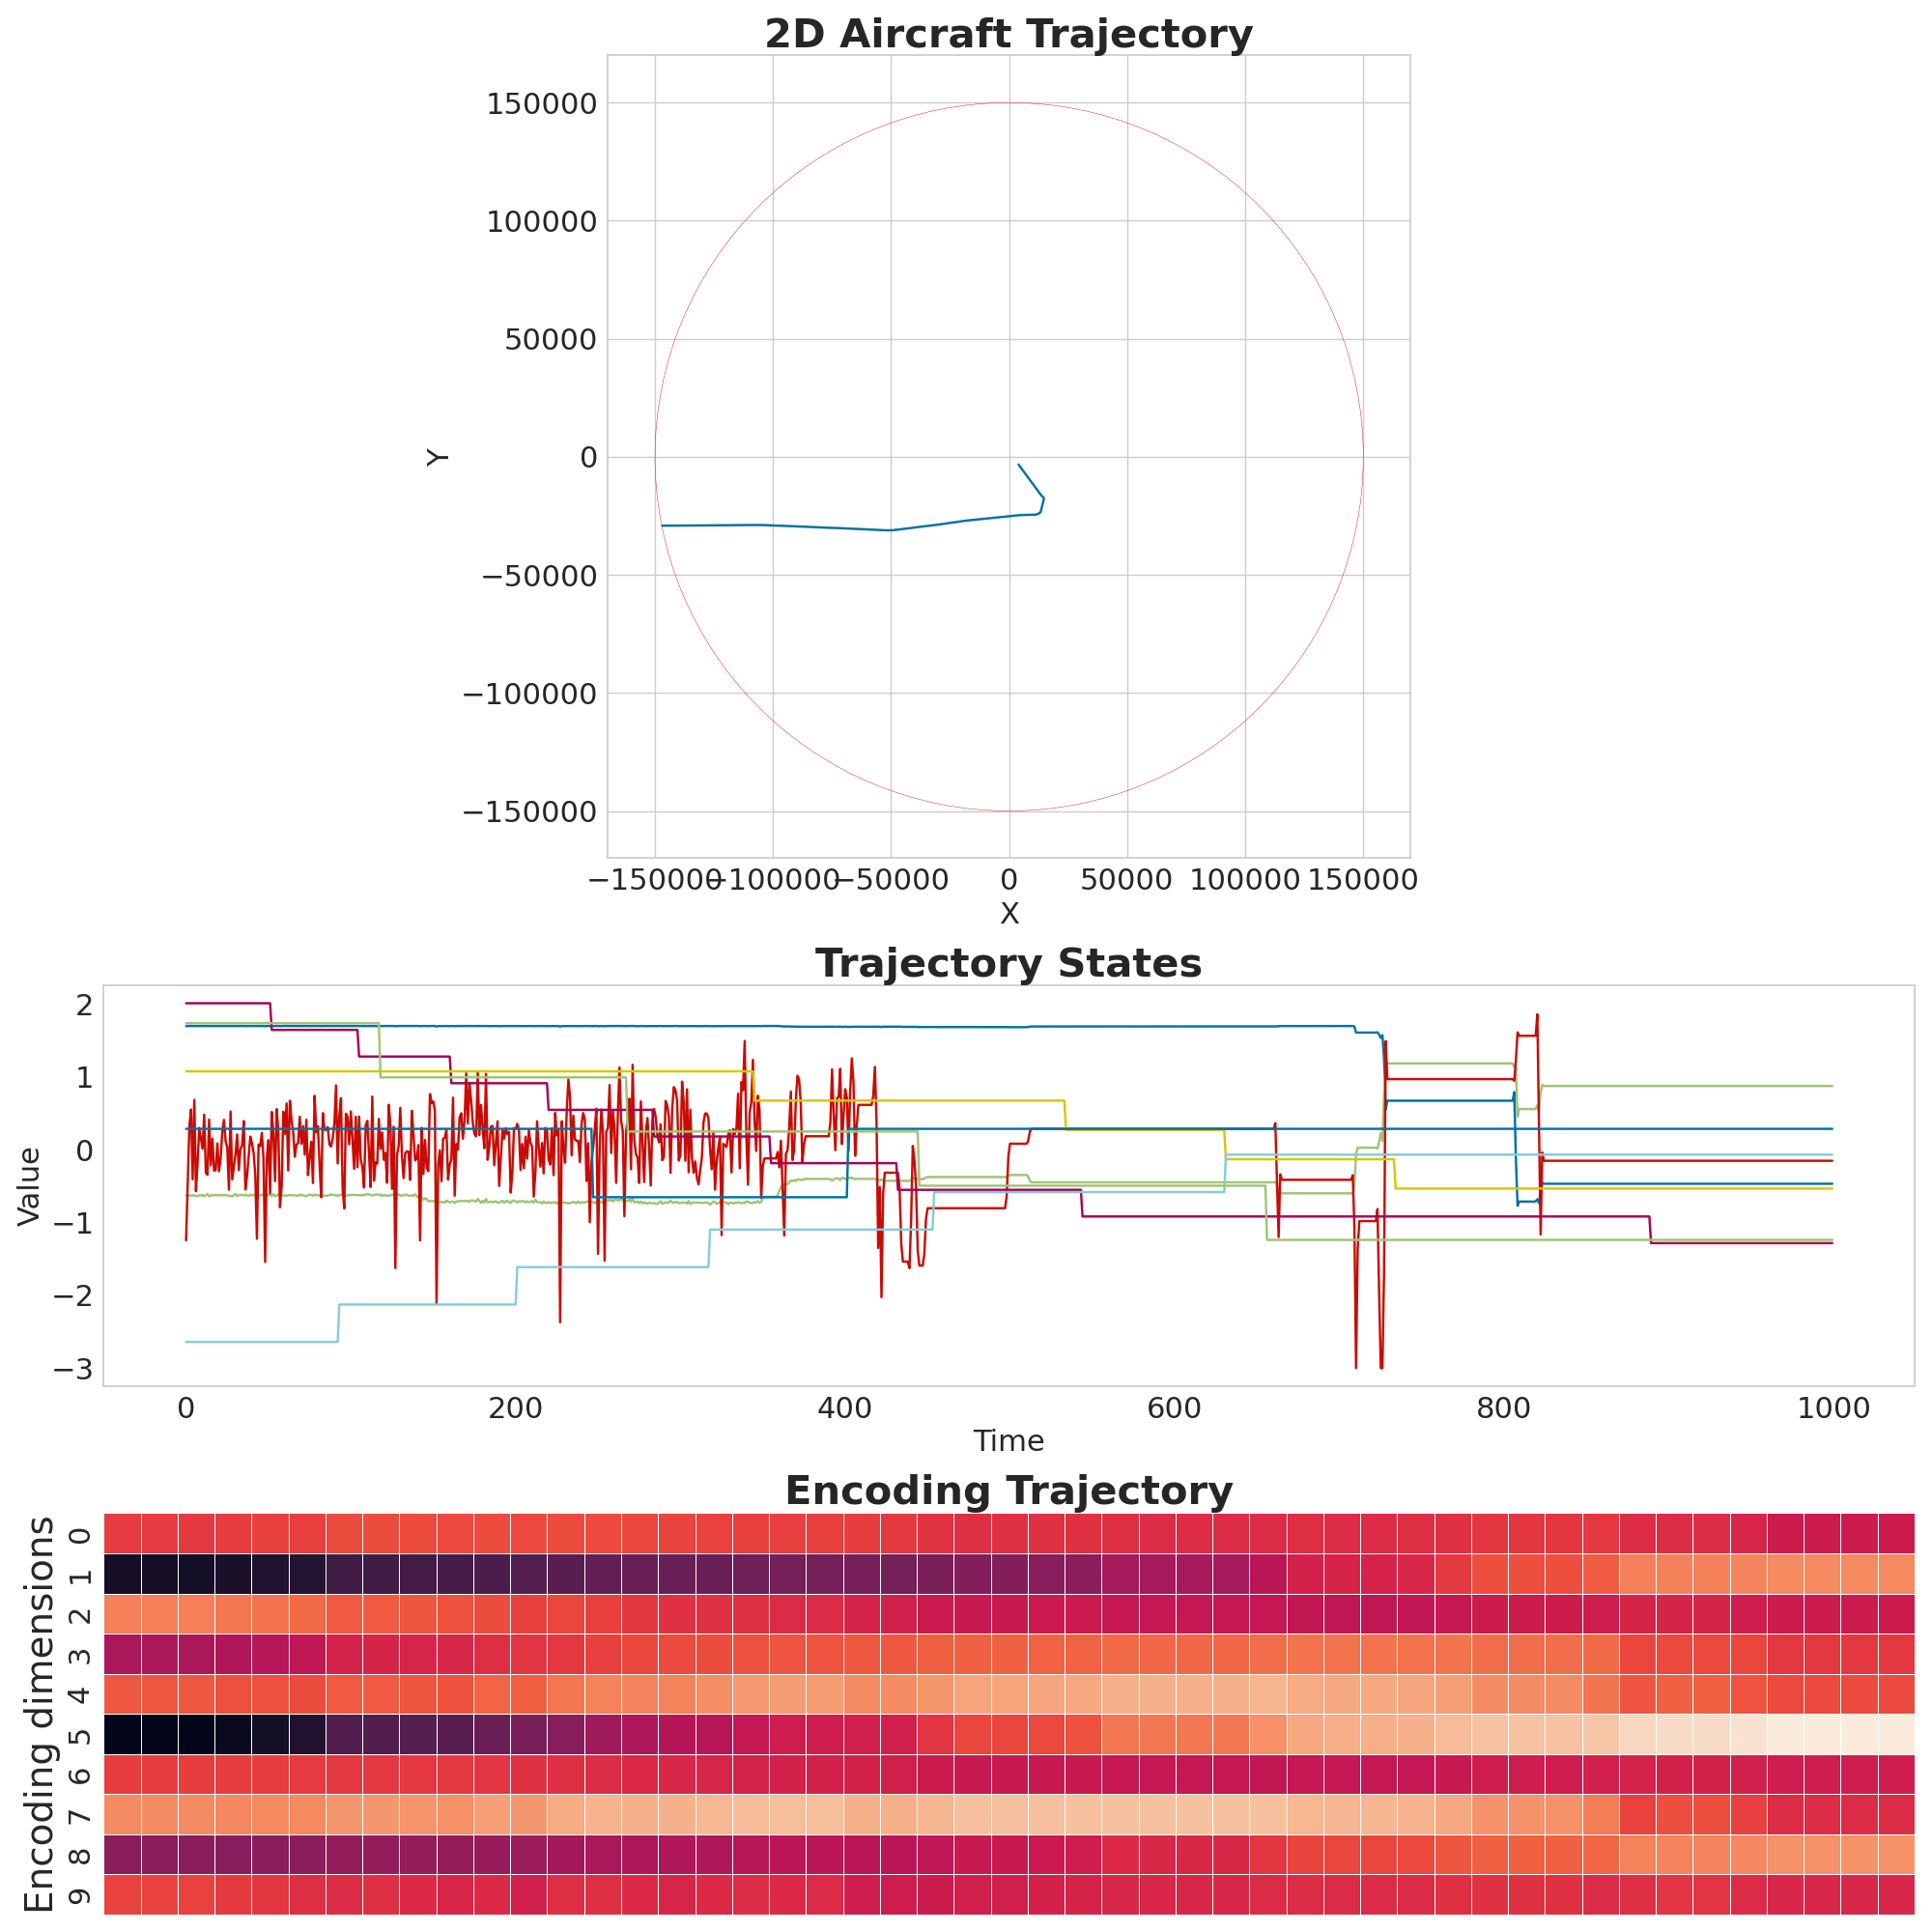 2D Aircraft Trajectory
150000
100000
50000
0
−50000
−100000
−150000
Y
−150000 −100000 −50000 0 50000 100000 150000
X
Trajectory States
2
1
0
−1
−2
−3
Value
0 200 400 600 800 1000
Time
Encoding Trajectory
0
1
2
3
4
5
6
7
8
9
Encoding dimensions